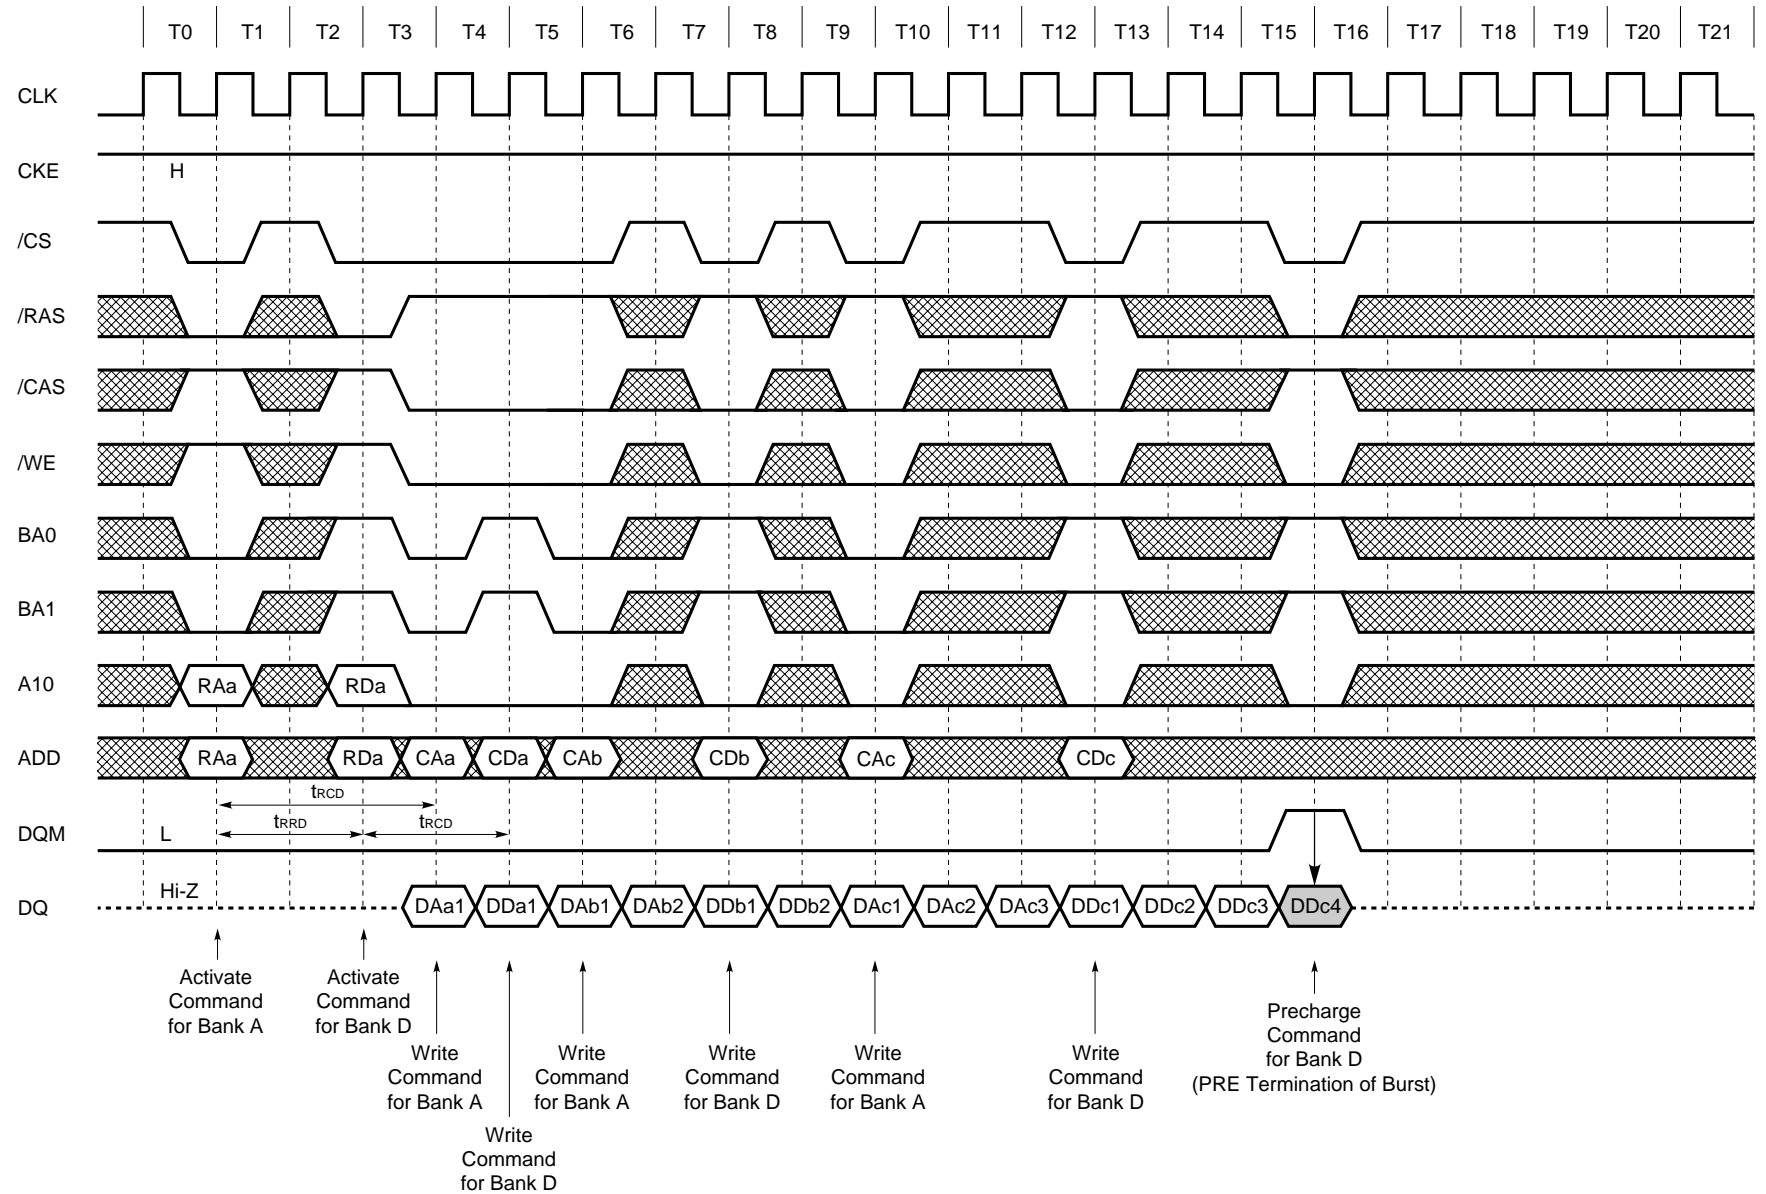 T0 T1 T2 T3 T4 T5 T6 T7 T8 T9 T10 T11 T12 T13 T14 T15 T16 T17 T18 T19 T20 T21
CLK
CKE H
/CS
/RAS
/CAS
/WE
BA0
BA1
A10 RAa RDa
ADD RAa RDa CAa CDa CAb CDb CAc CDc
tRCD
tRRD tRCD
DQM L
Hi-Z
DQ DAa1 DDa1 DAb1 DAb2 DDb1 DDb2 DAc1 DAc2 DAc3 DDc1 DDc2 DDc3 DDc4
Activate
Command
for Bank A
Activate
Command
for Bank D
Write
Command
for Bank A
Write
Command
for Bank D
Write
Command
for Bank A
Write
Command
for Bank D
Write
Command
for Bank A
Write
Command
for Bank D
Precharge
Command
for Bank D
(PRE Termination of Burst)